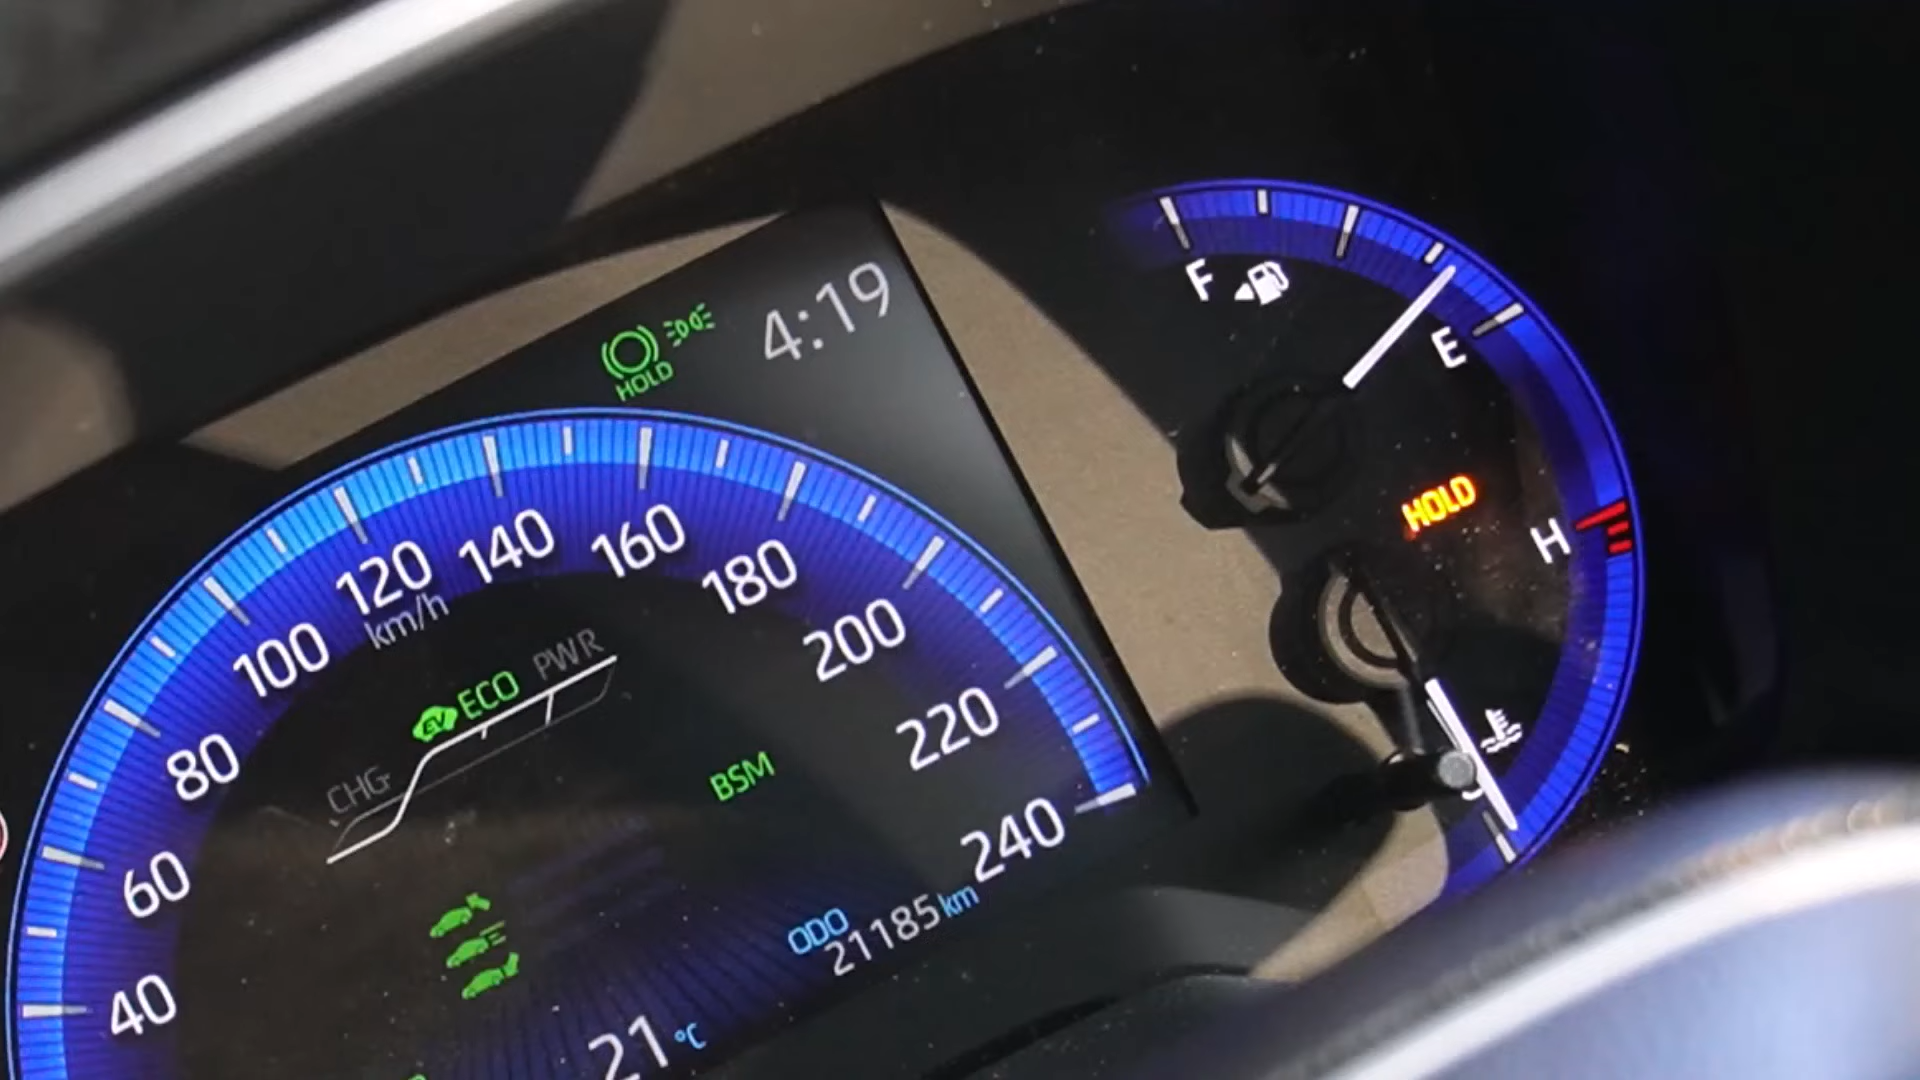 4:19
HOLD
F
E
HOLD
H
120
140
160
180
200
220
240
100
80
60
40
km/h
EV ECO PWR
CHG
BSM
ODO
21185 km
21 °C